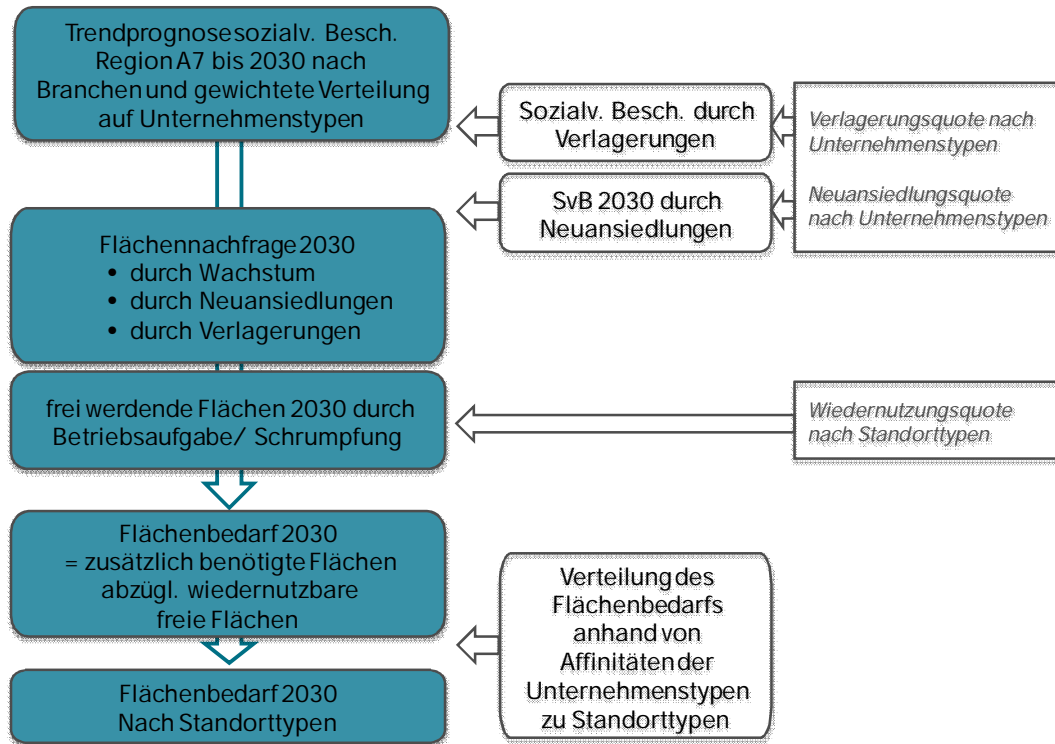 Trendprognose sozialv. Besch.
Region A7 bis 2030 nach
Branchen und gewichtete Verteilung
auf Unternehmenstypen
Sozialv. Besch. durch
Verlagerungen
Verlagerungsquote nach
Unternehmenstypen
SvB 2030 durch
Neuansiedlungen
Neuansiedlungsquote
nach Unternehmenstypen
Flächennachfrage 2030
• durch Wachstum
• durch Neuansiedlungen
• durch Verlagerungen
frei werdende Flächen 2030 durch
Betriebsaufgabe/ Schrumpfung
Wiedernutzungsquote
nach Standorttypen
Flächenbedarf 2030
= zusätzlich benötigte Flächen
abzügl. wiedernutzbare
freie Flächen
Verteilung des
Flächenbedarfs
anhand von
Affinitäten der
Unternehmenstypen
zu Standorttypen
Flächenbedarf 2030
Nach Standorttypen